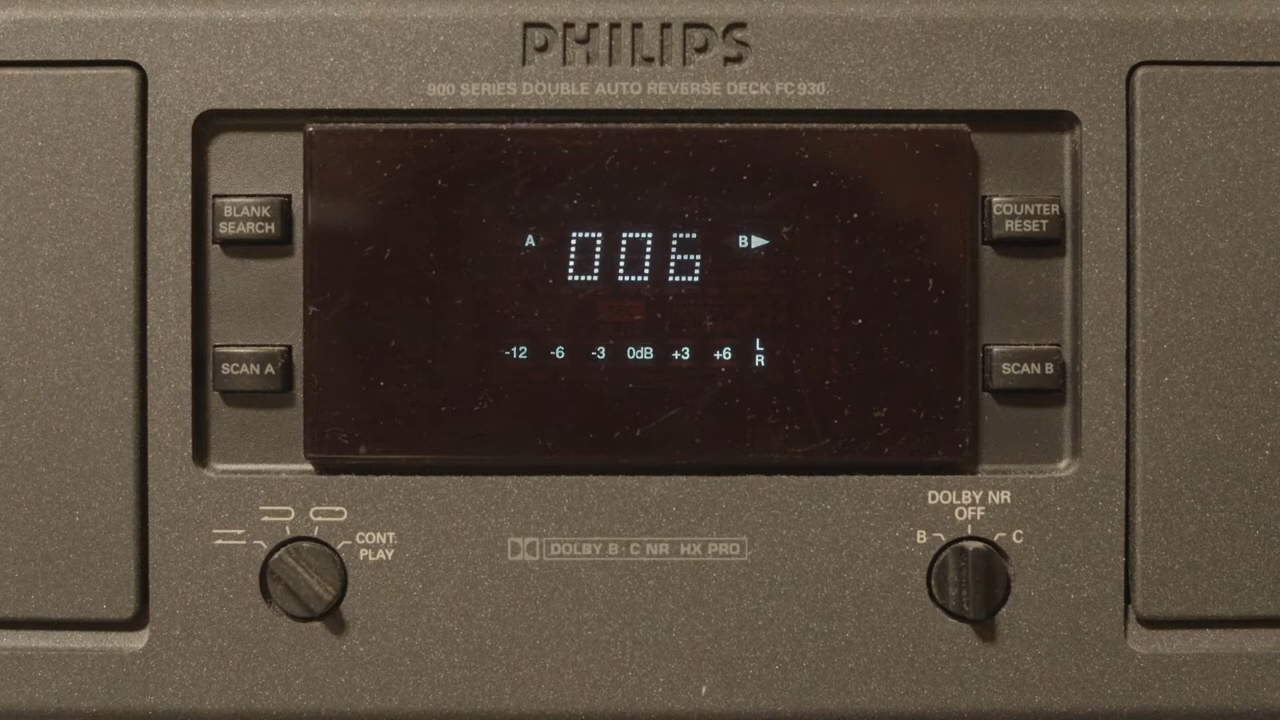 PHILIPS
900 SERIES DOUBLE AUTO REVERSE DECK FC930
BLANK
SEARCH
COUNTER
RESET
A 006 B
SCAN A
-12 -6 -3 0dB +3 +6 L
R
SCAN B
CONT.
PLAY
DOLBY B·C NR HX PRO
DOLBY NR
OFF
B C